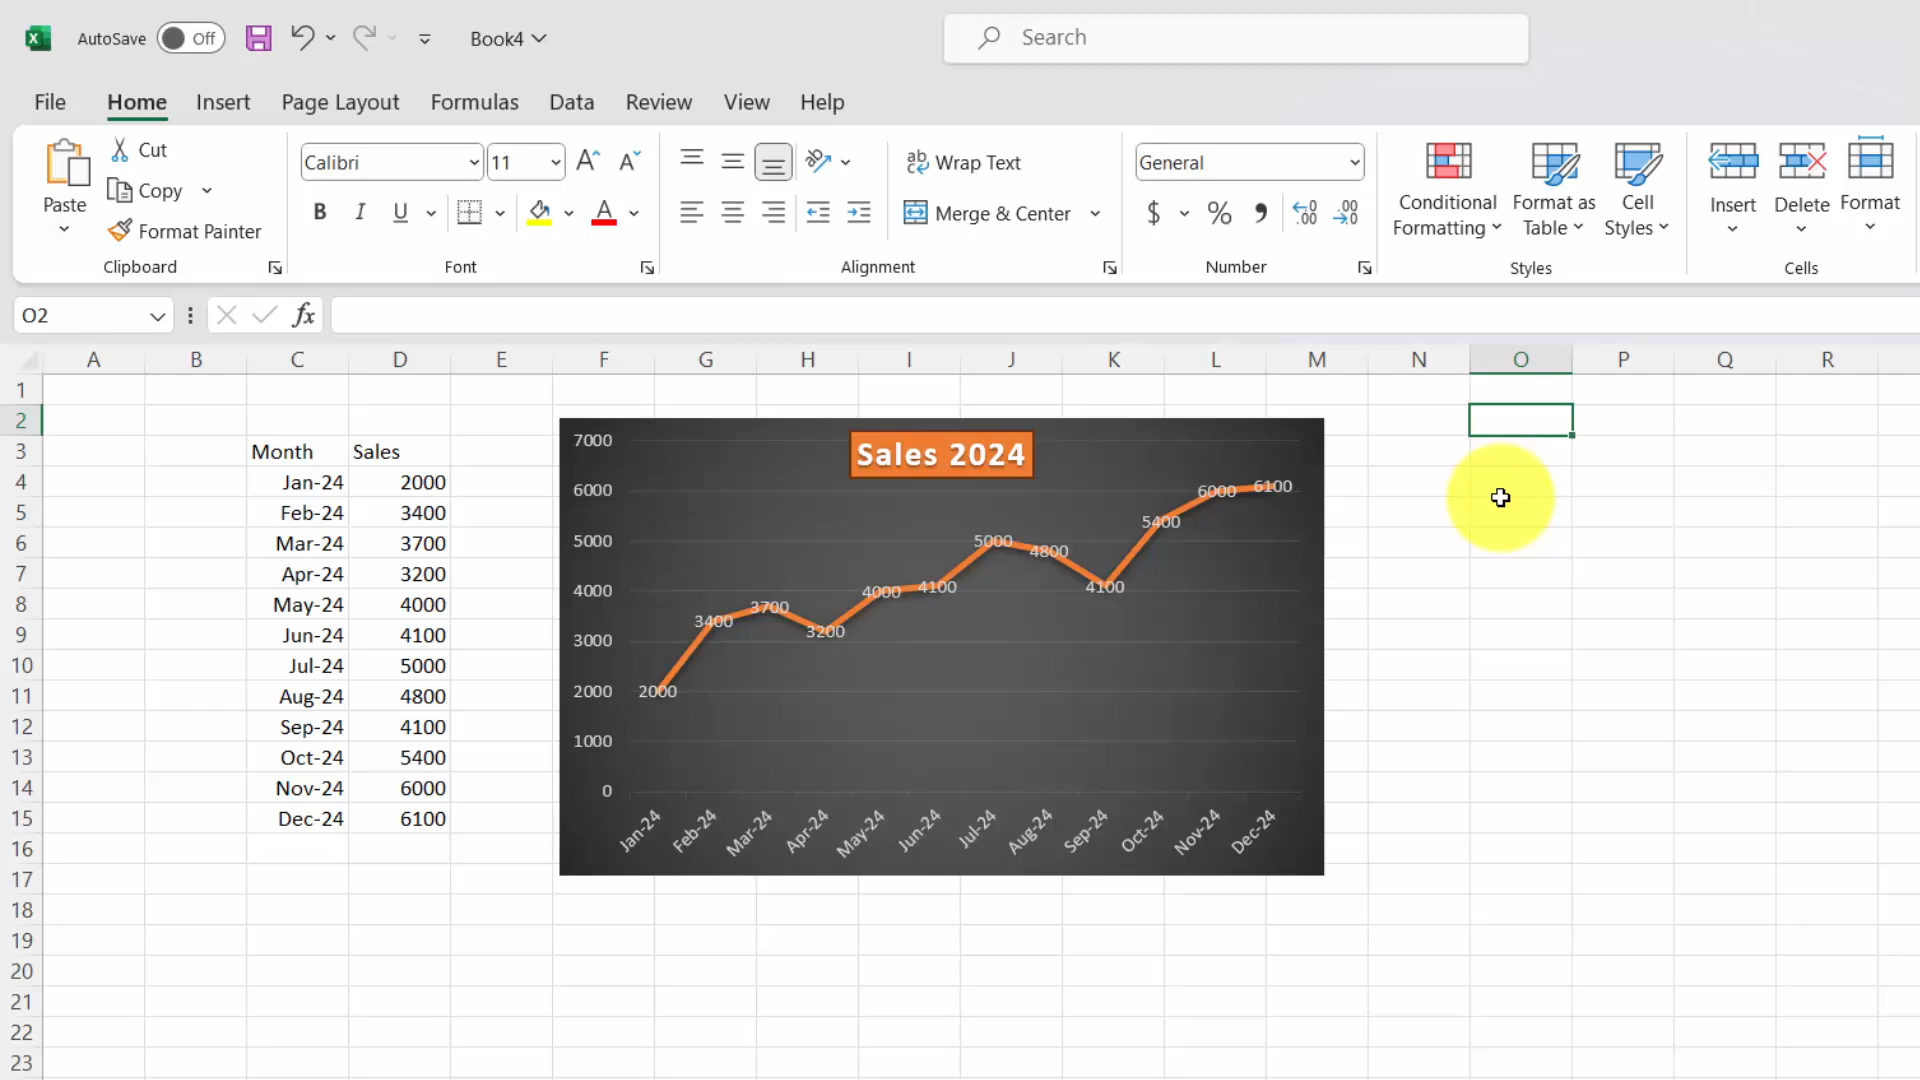 AutoSave Off Book4 Search
File Home Insert Page Layout Formulas Data Review View Help
Paste
Cut
Copy
Format Painter
Clipboard
Calibri 11
B I U A
Font
ab Wrap Text
Merge & Center
Alignment
General
$ % 9 .00 .00
Number
Conditional Formatting
Format as Table
Cell Styles
Styles
Insert Delete Format
Cells
O2 fx
A B C D E F G H I J K L M N O P Q R
1
2
3 Month Sales
4 Jan-24 2000
5 Feb-24 3400
6 Mar-24 3700
7 Apr-24 3200
8 May-24 4000
9 Jun-24 4100
10 Jul-24 5000
11 Aug-24 4800
12 Sep-24 4100
13 Oct-24 5400
14 Nov-24 6000
15 Dec-24 6100
16
17
18
19
20
21
22
23
Sales 2024
7000
6000
5000
4000
3000
2000
1000
0
2000 3400 3700 3200 4000 4100 5000 4800 4100 5400 6000 6100
Jan-24 Feb-24 Mar-24 Apr-24 May-24 Jun-24 Jul-24 Aug-24 Sep-24 Oct-24 Nov-24 Dec-24